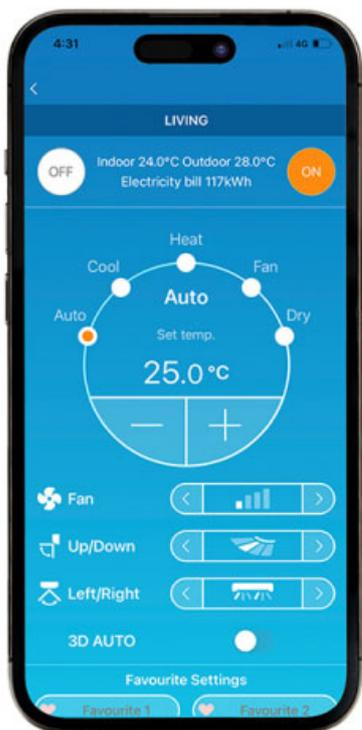 4:31
4G
LIVING
OFF
Indoor 24.0°C Outdoor 28.0°C
Electricity bill 117kWh
ON
Heat
Cool
Fan
Auto
Auto
Dry
Set temp.
25.0 °C
Fan
Up/Down
Left/Right
3D AUTO
Favourite Settings
Favourite 1
Favourite 2